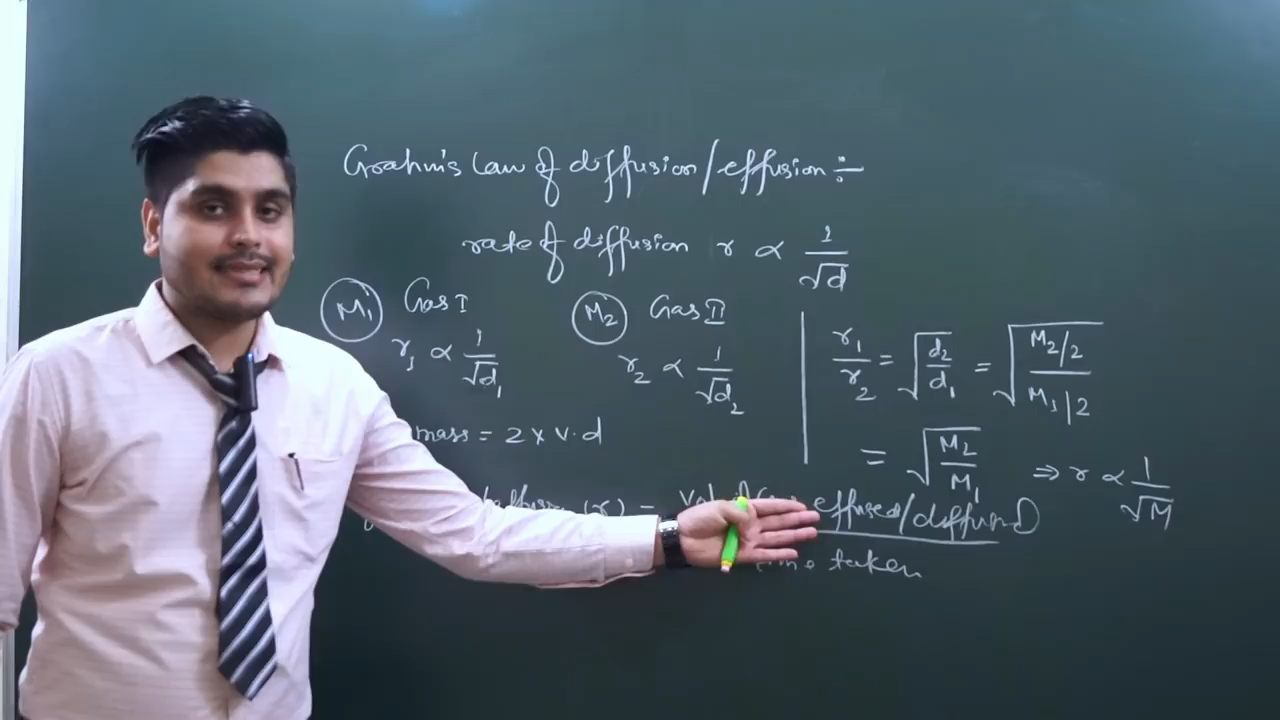 Grahm's Law of diffusion/effusion ÷
rate of diffusion r ∝ 1/√d
M₁ Gas I
r₁ ∝ 1/√d₁
M₂ Gas II
r₂ ∝ 1/√d₂
mass = 2 × v.d
(r) =
effused/diffused
time taken
r₁/r₂ = √(d₂/d₁) = √((M₂/2)/(M₁/2))
= √(M₂/M₁) ⇒ r ∝ 1/√M